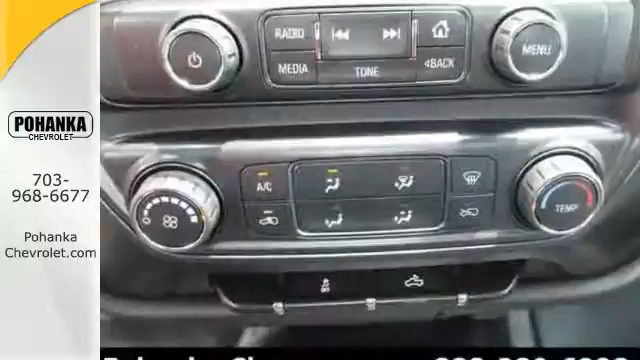 POHANKA
CHEVROLET
703-
968-6677
Pohanka
Chevrolet.com
RADIO
MEDIA
TONE
BACK
MENU
A/C
TEMP